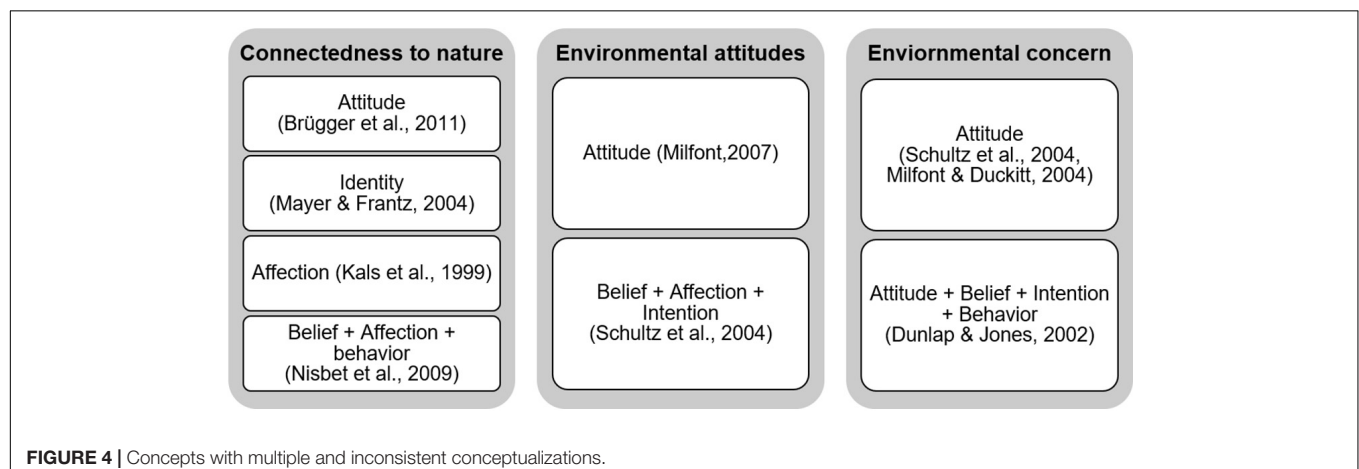 Connectedness to nature
Attitude
(Brügger et al., 2011)
Identity
(Mayer & Frantz, 2004)
Affection (Kals et al., 1999)
Belief + Affection +
behavior
(Nisbet et al., 2009)
Environmental attitudes
Attitude (Milfont,2007)
Belief + Affection +
Intention
(Schultz et al., 2004)
Enviornmental concern
Attitude
(Schultz et al., 2004,
Milfont & Duckitt, 2004)
Attitude + Belief + Intention
+ Behavior
(Dunlap & Jones, 2002)
FIGURE 4 | Concepts with multiple and inconsistent conceptualizations.